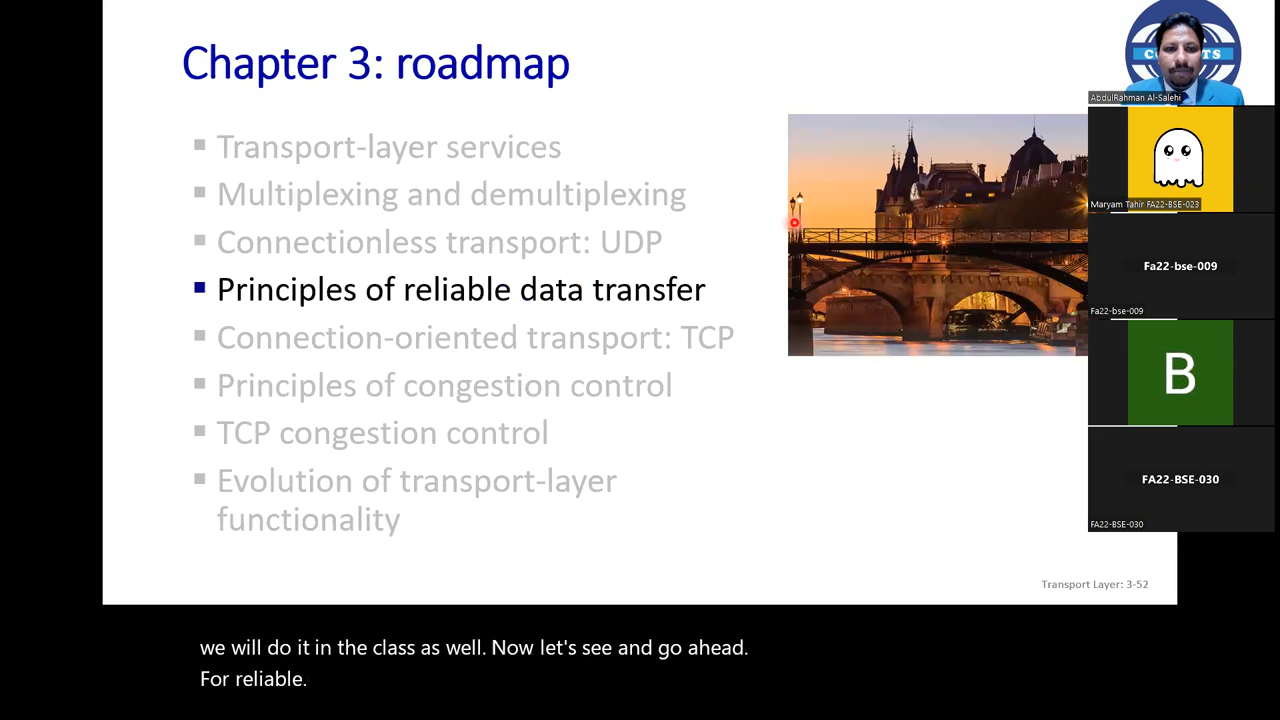 Chapter 3: roadmap
Transport-layer services
Multiplexing and demultiplexing
Connectionless transport: UDP
Principles of reliable data transfer
Connection-oriented transport: TCP
Principles of congestion control
TCP congestion control
Evolution of transport-layer
functionality
Transport Layer: 3-52
we will do it in the class as well. Now let's see and go ahead.
For reliable.
AbdulRahman Al-Salehi
Maryam Tahir FA22-BSE-023
Fa22-bse-009
Fa22-bse-009
B
FA22-BSE-030
FA22-BSE-030